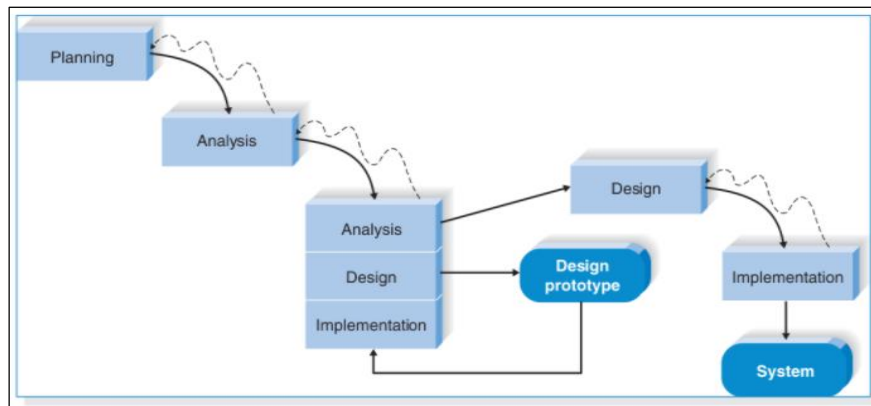 Planning
Analysis
Analysis
Design
Implementation
Design
prototype
Design
Implementation
System